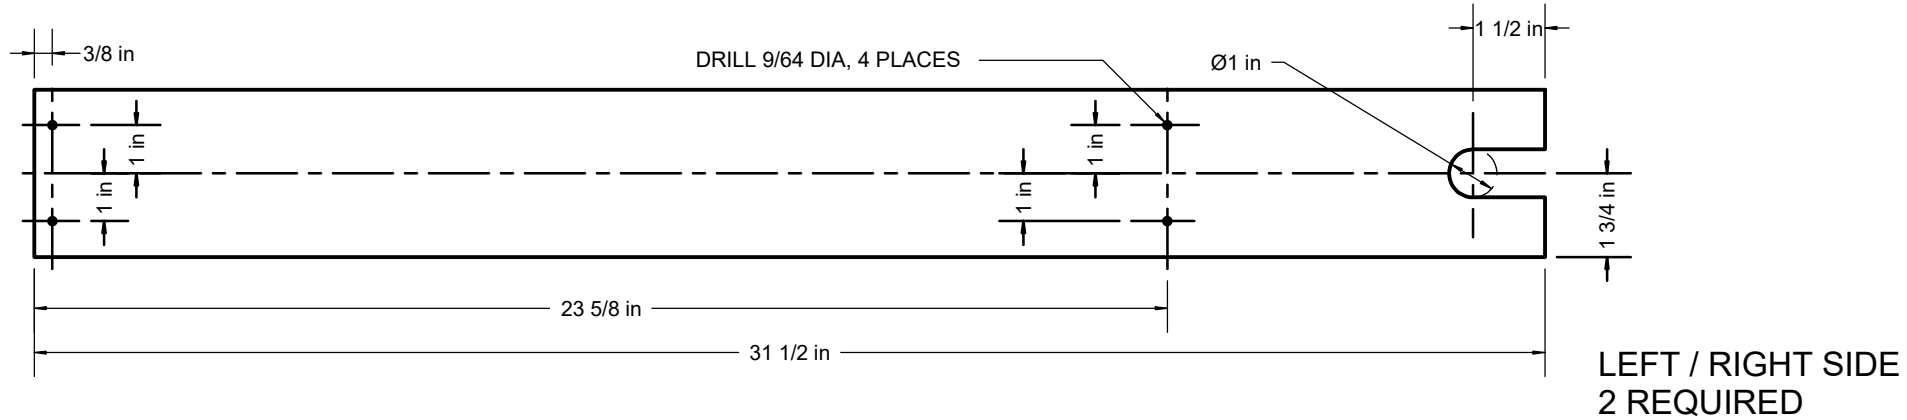 1 1/2 in
3/8 in
DRILL 9/64 DIA, 4 PLACES
Ø1 in
1 in
1 in
1 in
1 in
1 3/4 in
23 5/8 in
31 1/2 in
LEFT / RIGHT SIDE
2 REQUIRED